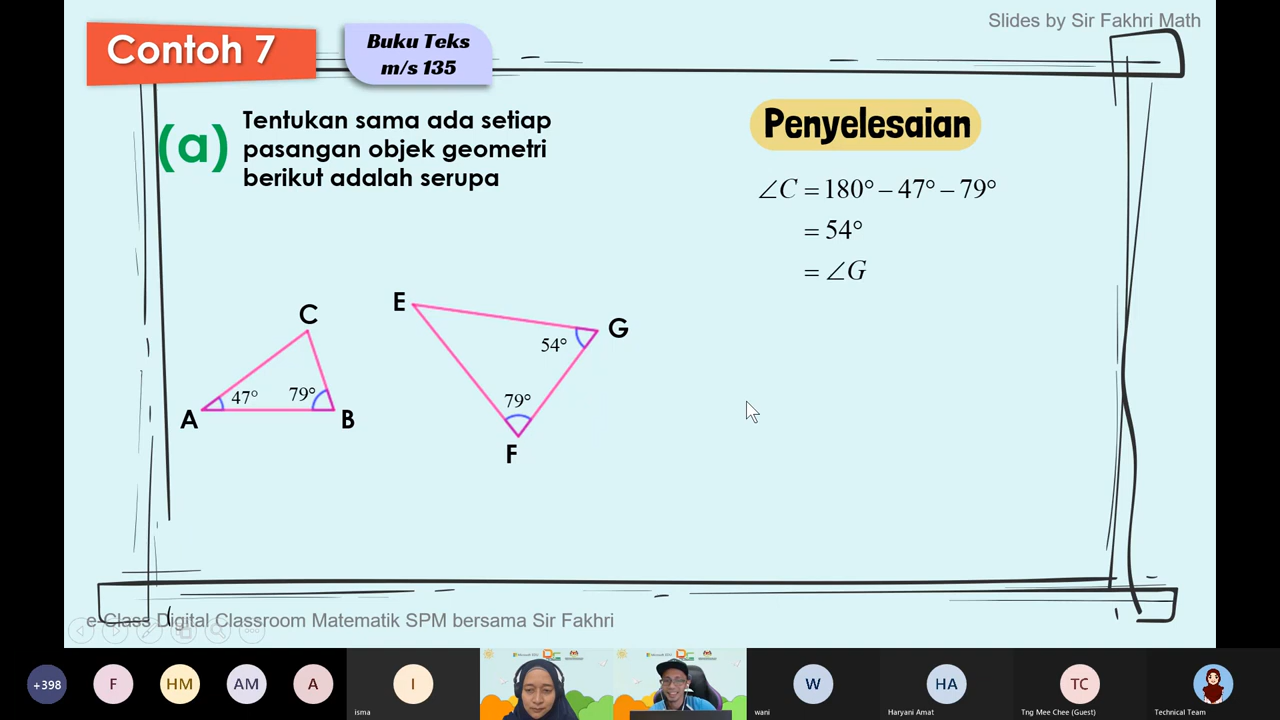 Slides by Sir Fakhri Math
Contoh 7
Buku Teks
m/s 135
(a)
Tentukan sama ada setiap
pasangan objek geometri
berikut adalah serupa
Penyelesaian
∠C = 180° – 47° – 79°
= 54°
= ∠G
E
C
G
54°
47°
79°
79°
A
B
F
e-Class Digital Classroom Matematik SPM bersama Sir Fakhri
+398
F
HM
AM
A
I
W
HA
TC
isma
wani
Haryani Amat
Tng Mee Chee (Guest)
Technical Team